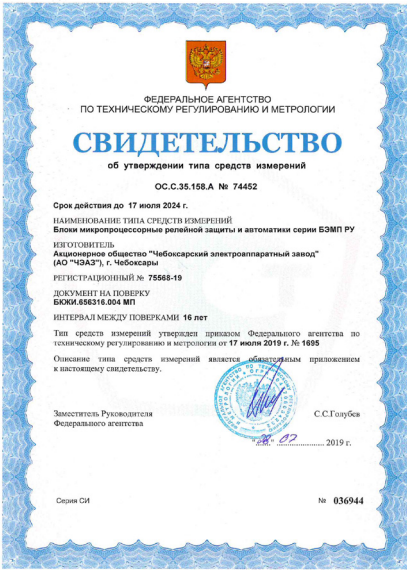 ФЕДЕРАЛЬНОЕ АГЕНТСТВО
ПО ТЕХНИЧЕСКОМУ РЕГУЛИРОВАНИЮ И МЕТРОЛОГИИ
СВИДЕТЕЛЬСТВО
об утверждении типа средств измерений
ОС.С.35.158.А № 74452
Срок действия до 17 июля 2024 г.
НАИМЕНОВАНИЕ ТИПА СРЕДСТВ ИЗМЕРЕНИЙ
Блоки микропроцессорные релейной защиты и автоматики серии БЭМП РУ
ИЗГОТОВИТЕЛЬ
Акционерное общество "Чебоксарский электроаппаратный завод"
(АО "ЧЭАЗ"), г. Чебоксары
РЕГИСТРАЦИОННЫЙ № 75568-19
ДОКУМЕНТ НА ПОВЕРКУ
БКЖИ.656316.004 МП
ИНТЕРВАЛ МЕЖДУ ПОВЕРКАМИ 16 лет
Тип средств измерений утвержден приказом Федерального агентства по
техническому регулированию и метрологии от 17 июля 2019 г. № 1695
Описание типа средств измерений является обязательным приложением
к настоящему свидетельству.
Заместитель Руководителя С.С.Голубев
Федерального агентства
2019 г.
Серия СИ № 036944